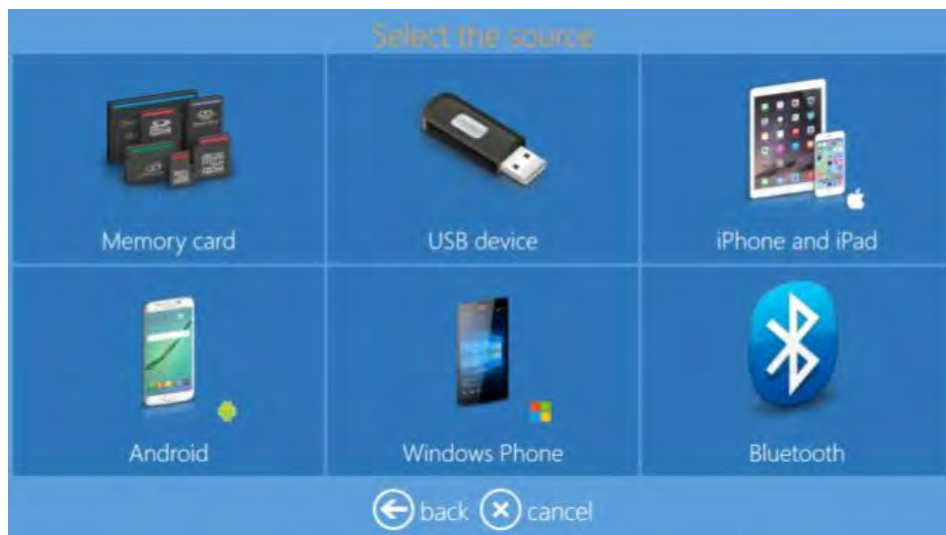 Select the source
Memory card
USB device
iPhone and iPad
Android
Windows Phone
Bluetooth
back
cancel